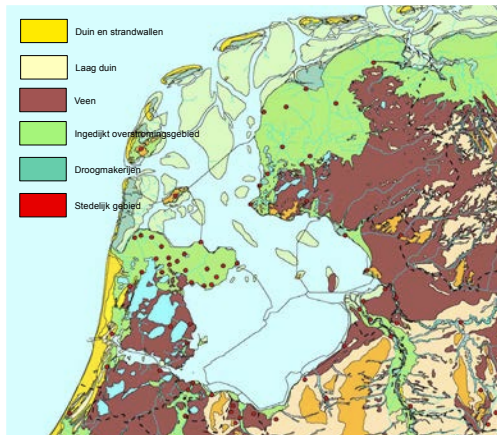 Duin en strandwallen
Laag duin
Veen
Ingedijkt overstromingsgebied
Droogmakerijen
Stedelijk gebied